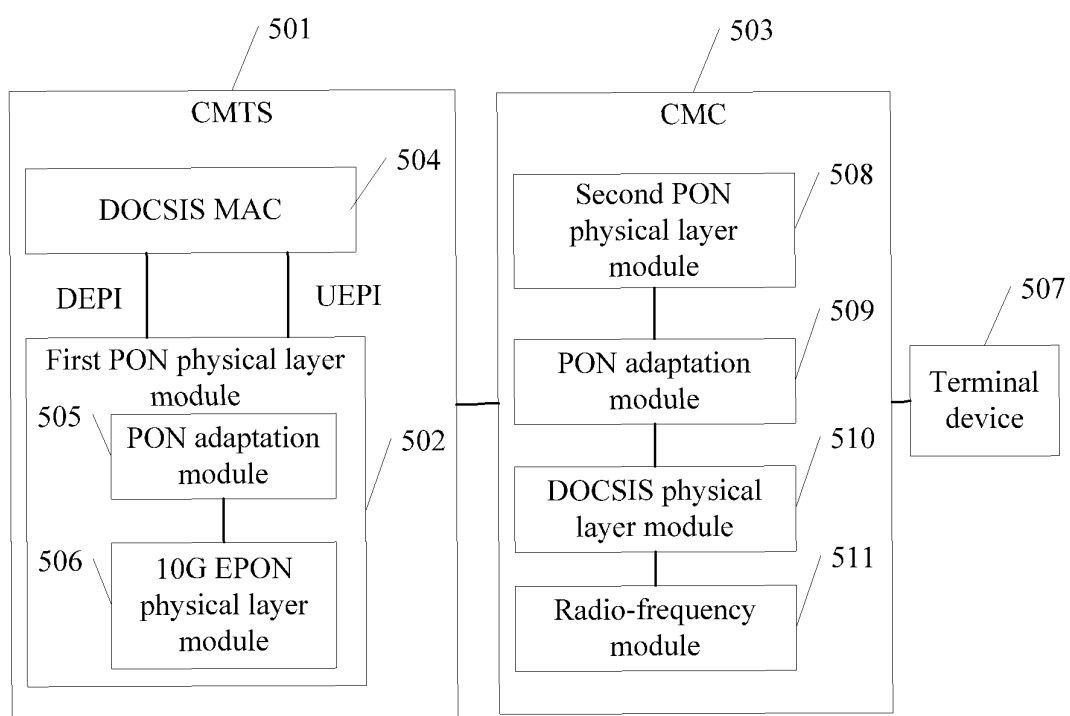 501
503
CMTS
CMC
504
508
DOCSIS MAC
Second PON
physical layer
module
DEPI
UEPI
507
509
First PON physical layer
module
PON adaptation
module
Terminal
device
505
502
510
PON adaptation
module
DOCSIS physical
layer module
506
511
10G EPON
physical layer
module
Radio-frequency
module